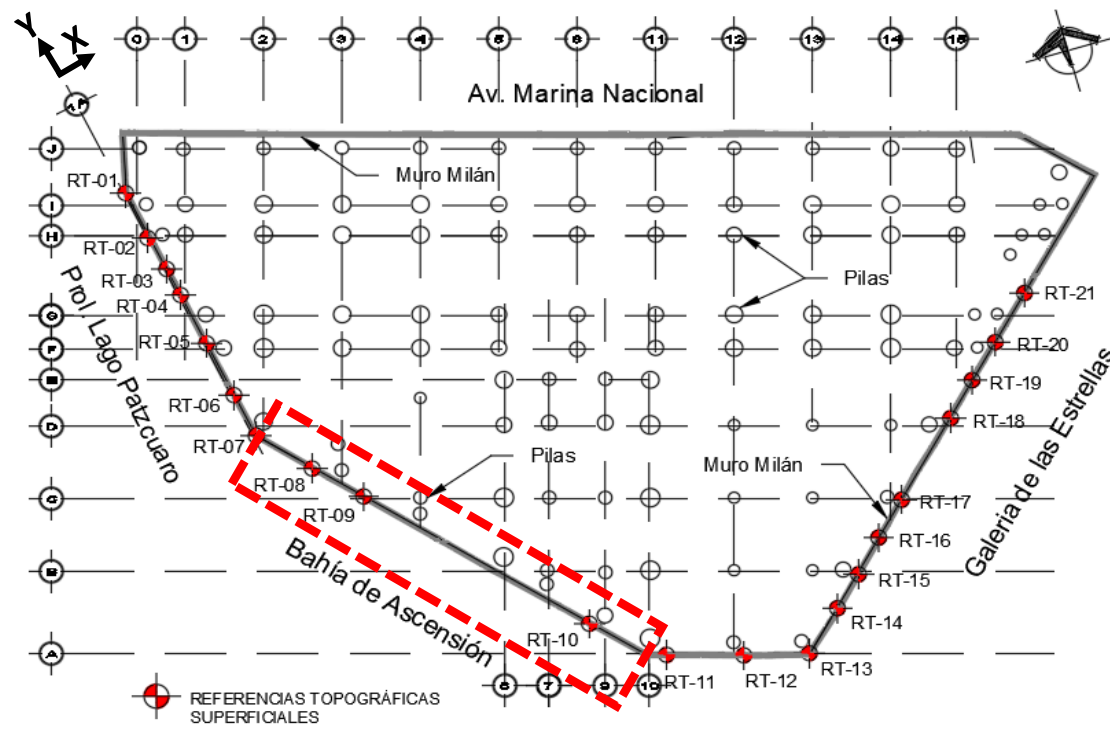 Y
X
0
1
2
3
4
5
11
12
13
14
15
1A
Av. Marina Nacional
J
Muro Milán
RT-01
I
H
RT-02
Pilas
RT-03
Prol. Lago Patzcuaro
RT-04
RT-21
F
RT-05
RT-20
E
RT-19
RT-06
RT-18
D
RT-07
Pilas
Muro Milán
RT-08
RT-17
RT-09
Galeria de las Estrellas
RT-16
Bahía de Ascensión
B
RT-15
RT-14
RT-10
A
RT-11
RT-12
RT-13
7
9
10
REFERENCIAS TOPOGRÁFICAS
SUPERFICIALES